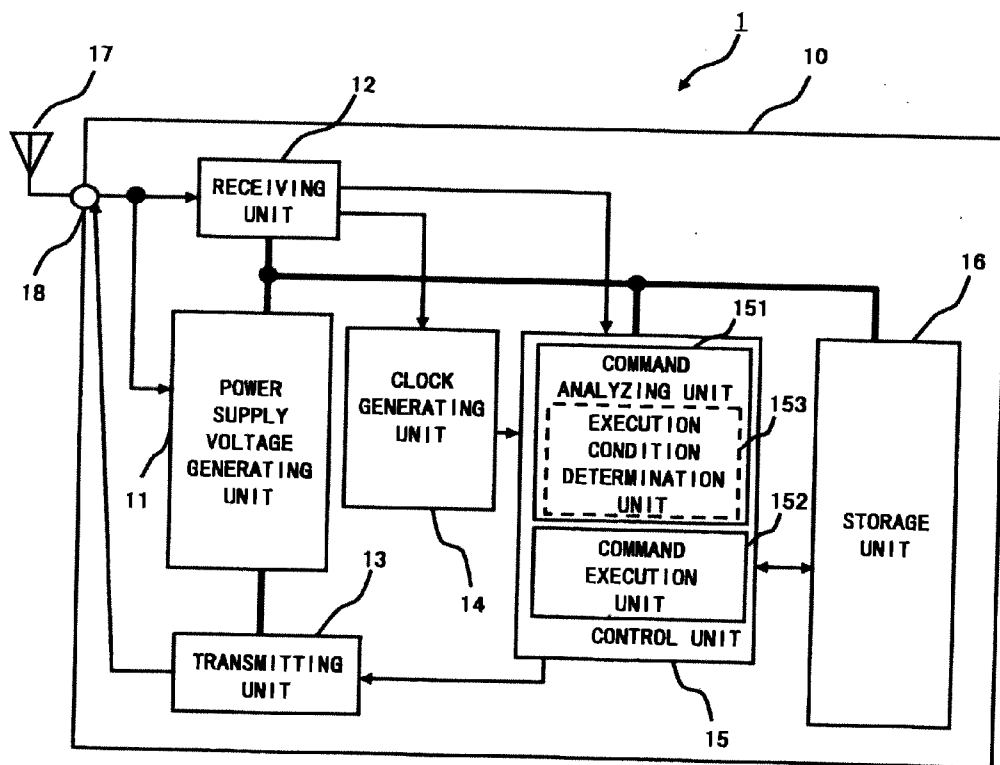 1
17
10
12
RECEIVING
UNIT
18
16
151
COMMAND
ANALYZING UNIT
CLOCK
GENERATING
UNIT
POWER
SUPPLY
VOLTAGE
GENERATING
UNIT
153
EXECUTION
CONDITION
DETERMINATION
UNIT
11
152
STORAGE
UNIT
COMMAND
EXECUTION
UNIT
13
14
CONTROL UNIT
TRANSMITTING
UNIT
15